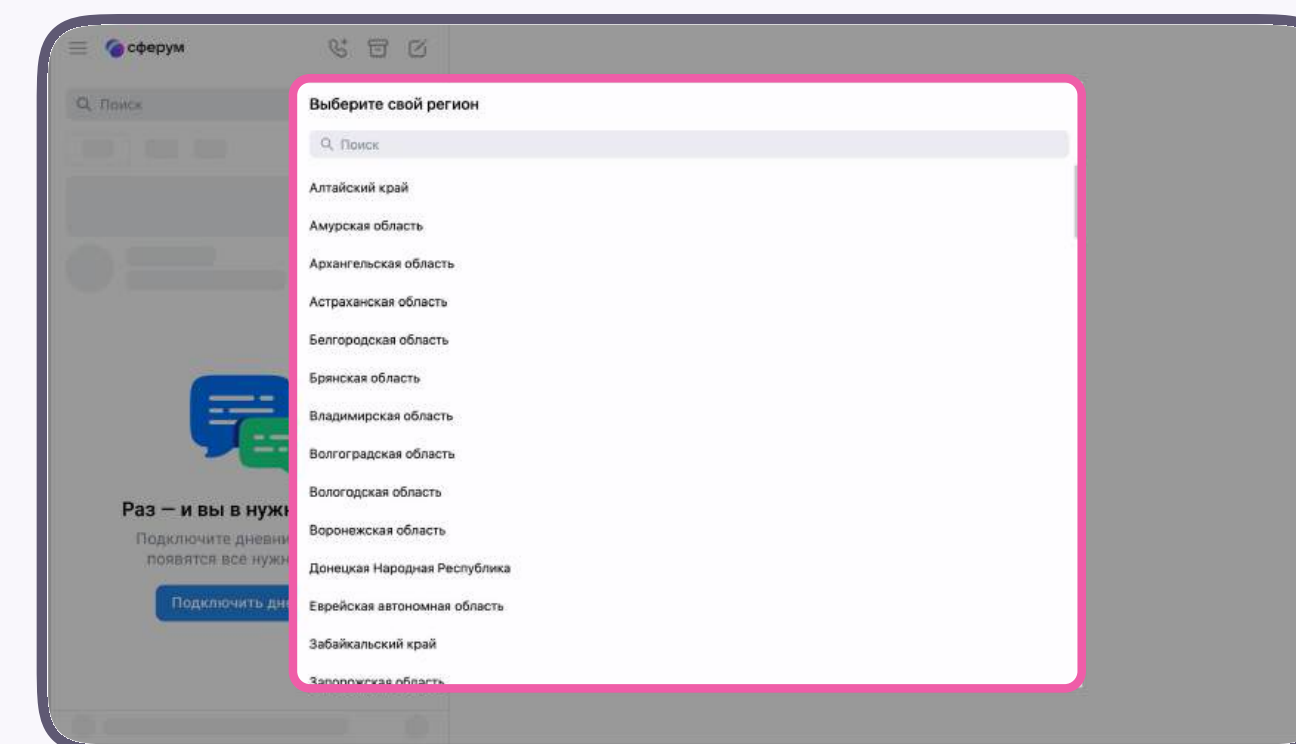 сферум
Поиск
Выберите свой регион
Поиск
Алтайский край
Амурская область
Архангельская область
Астраханская область
Белгородская область
Брянская область
Владимирская область
Волгоградская область
Вологодская область
Воронежская область
Донецкая Народная Республика
Еврейская автономная область
Забайкальский край
Запорожская область
Раз — и вы в нужн
Подключите дневни
появятся все нужн
Подключить дн